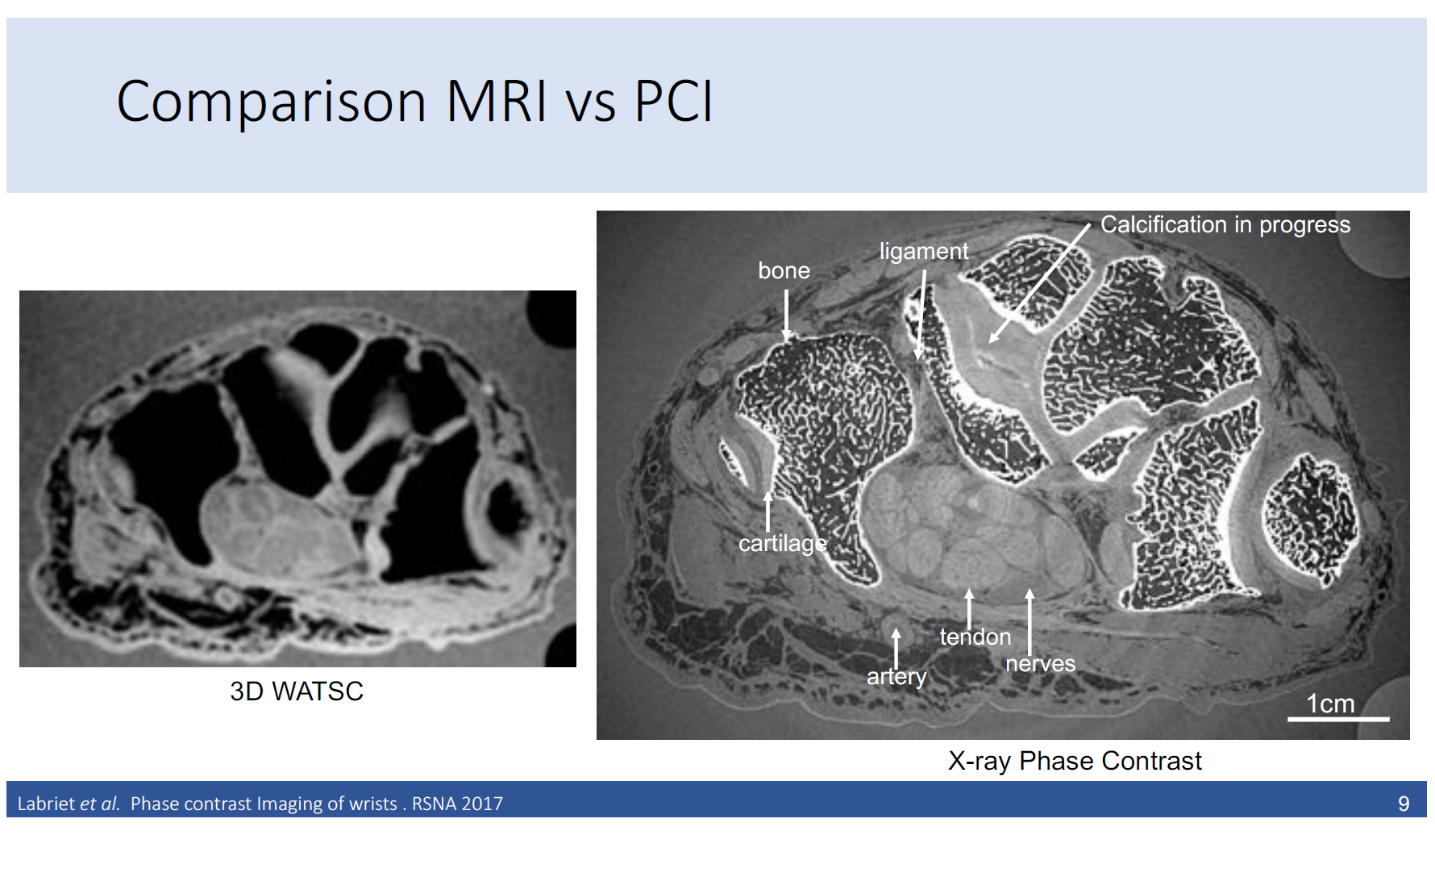 Comparison MRI vs PCI
Calcification in progress
ligament
bone
cartilage
tendon
nerves
artery
1cm
3D WATSC
X-ray Phase Contrast
Labriet et al. Phase contrast Imaging of wrists . RSNA 2017
9